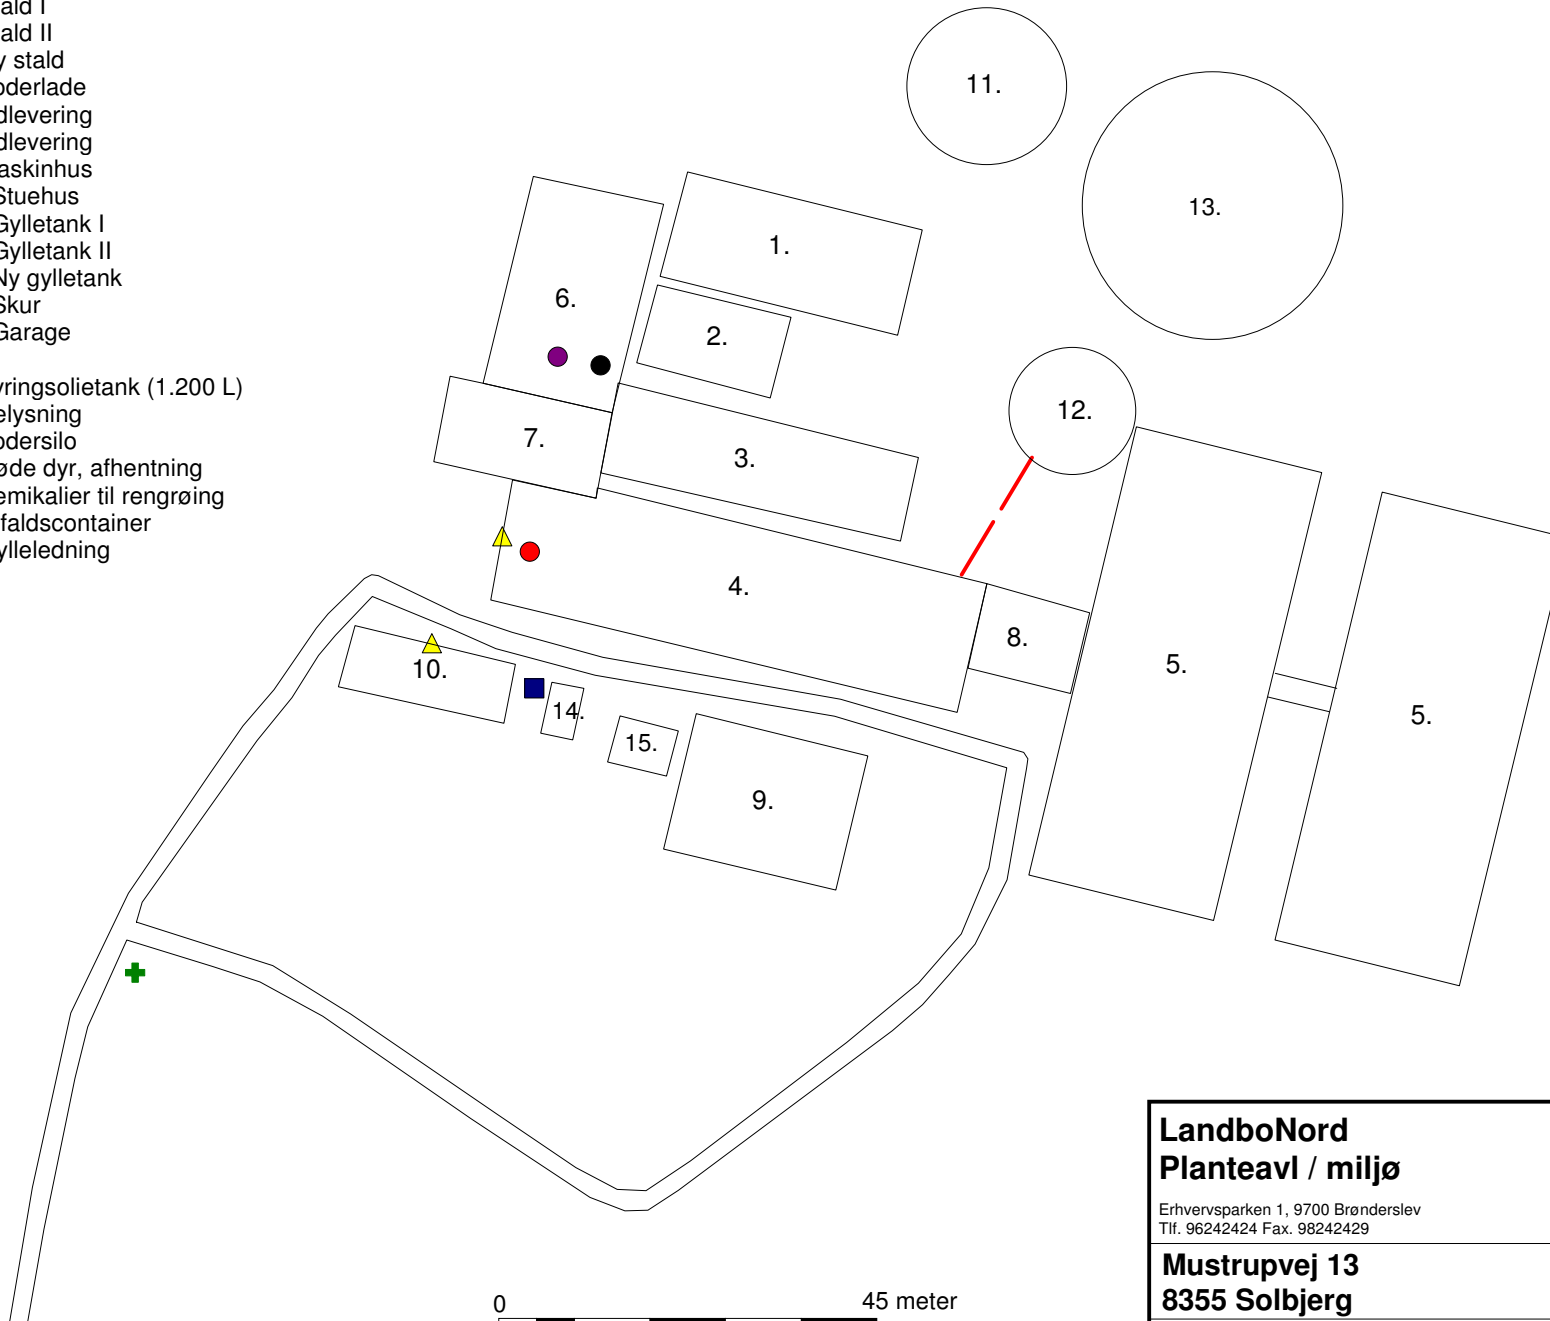 ald I
ald II
y stald
oderlade
dlevering
dlevering
askinhus
Stuehus
Gylletank I
Gylletank II
Ny gylletank
Skur
Garage
yringsolietank (1.200 L)
elysning
odersilo
øde dyr, afhentning
emikalier til rengrøing
ffaldscontainer
ylleledning
11.
13.
1.
6.
2.
12.
7.
3.
4.
8.
5.
10.
14.
15.
5.
9.
LandboNord
Planteavl / miljø
Erhvervsparken 1, 9700 Brønderslev
Tlf. 96242424 Fax. 98242429
Mustrupvej 13
8355 Solbjerg
0
45 meter